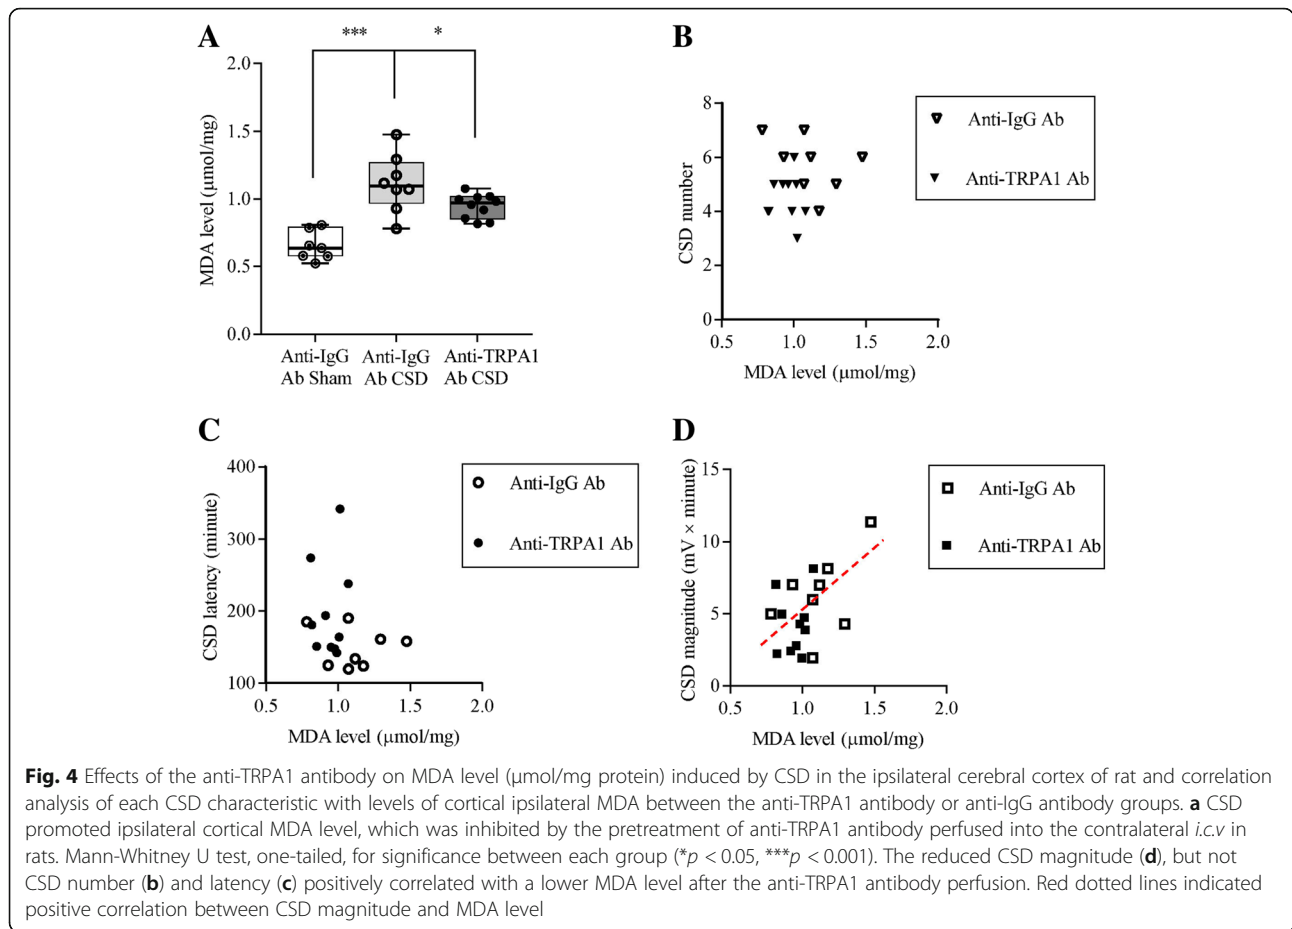 A
***
*
MDA level (μmol/mg)
2.0
1.5
1.0
0.5
0.0
Anti-IgG
Ab Sham
Anti-IgG
Ab CSD
Anti-TRPA1
Ab CSD
B
CSD number
8
6
4
2
0
0.5
1.0
1.5
2.0
MDA level (μmol/mg)
Anti-IgG Ab
Anti-TRPA1 Ab
C
CSD latency (minute)
400
300
200
100
0.5
1.0
1.5
2.0
MDA level (μmol/mg)
Anti-IgG Ab
Anti-TRPA1 Ab
D
CSD magnitude (mV × minute)
15
10
5
0
0.5
1.0
1.5
2.0
MDA level (μmol/mg)
Anti-IgG Ab
Anti-TRPA1 Ab
Fig. 4 Effects of the anti-TRPA1 antibody on MDA level (μmol/mg protein) induced by CSD in the ipsilateral cerebral cortex of rat and correlation
analysis of each CSD characteristic with levels of cortical ipsilateral MDA between the anti-TRPA1 antibody or anti-IgG antibody groups. a CSD
promoted ipsilateral cortical MDA level, which was inhibited by the pretreatment of anti-TRPA1 antibody perfused into the contralateral i.c.v in
rats. Mann-Whitney U test, one-tailed, for significance between each group (*p < 0.05, ***p < 0.001). The reduced CSD magnitude (d), but not
CSD number (b) and latency (c) positively correlated with a lower MDA level after the anti-TRPA1 antibody perfusion. Red dotted lines indicated
positive correlation between CSD magnitude and MDA level